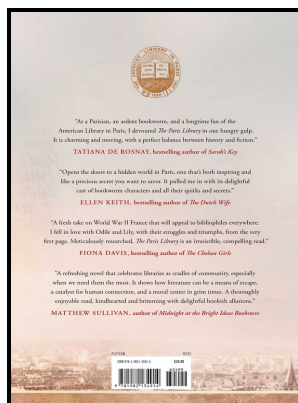 AMERICAN LIBRARY IN PARIS
"As a Parisian, an ardent bookworm, and a longtime fan of the
American Library in Paris, I devoured The Paris Library in one hungry gulp.
It is charming and moving, with a perfect balance between history and fiction."
TATIANA DE ROSNAY, bestselling author of Sarah's Key
"Opens the doors to a hidden world in Paris, one that's both inspiring and
like a precious secret you want to savor. It pulled me in with its delightful
cast of bookworm characters and all their quirks and secrets."
ELLEN KEITH, bestselling author of The Dutch Wife
"A fresh take on World War II France that will appeal to bibliophiles everywhere.
I fell in love with Odile and Lily, with their struggles and triumphs, from the very
first page. Meticulously researched, The Paris Library is an irresistible, compelling read."
FIONA DAVIS, bestselling author of The Chelsea Girls
"A refreshing novel that celebrates libraries as cradles of community, especially
when we need them the most. It shows how literature can be a means of escape,
a catalyst for human connection, and a moral center in grim times. A thoroughly
enjoyable read, kindhearted and brimming with delightful bookish allusions."
MATTHEW SULLIVAN, author of Midnight at the Bright Ideas Bookstore
9 781982 134914